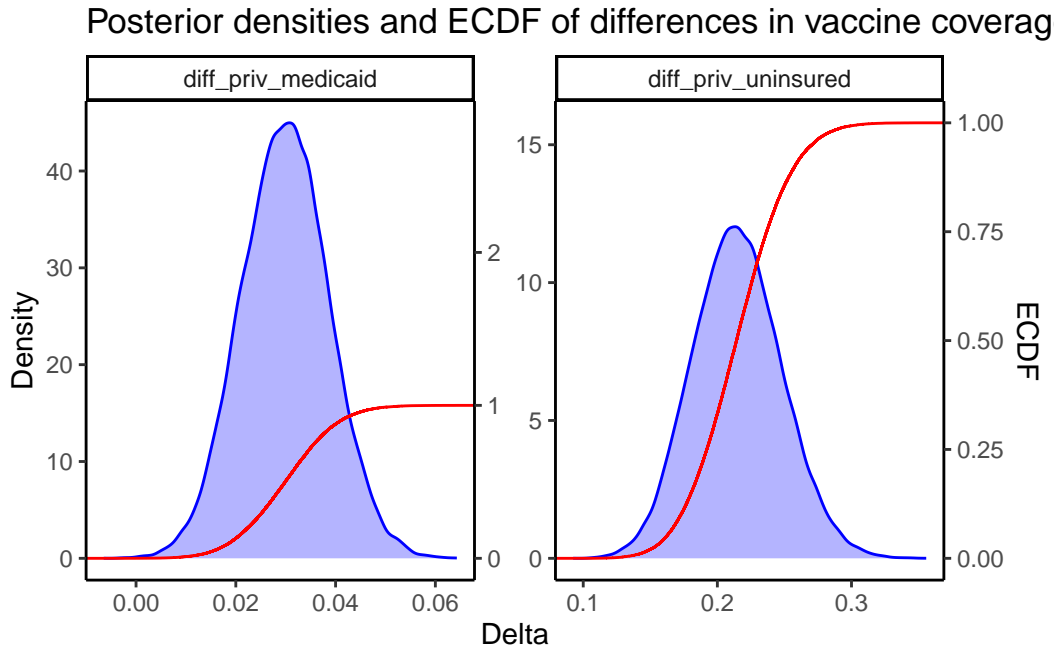 Posterior densities and ECDF of differences in vaccine coverag
diff_priv_medicaid
diff_priv_uninsured
Density
40
30
20
10
0
2
1
0
0.00 0.02 0.04 0.06
15
10
5
0
1.00
0.75
0.50
0.25
0.00
ECDF
0.1 0.2 0.3
Delta